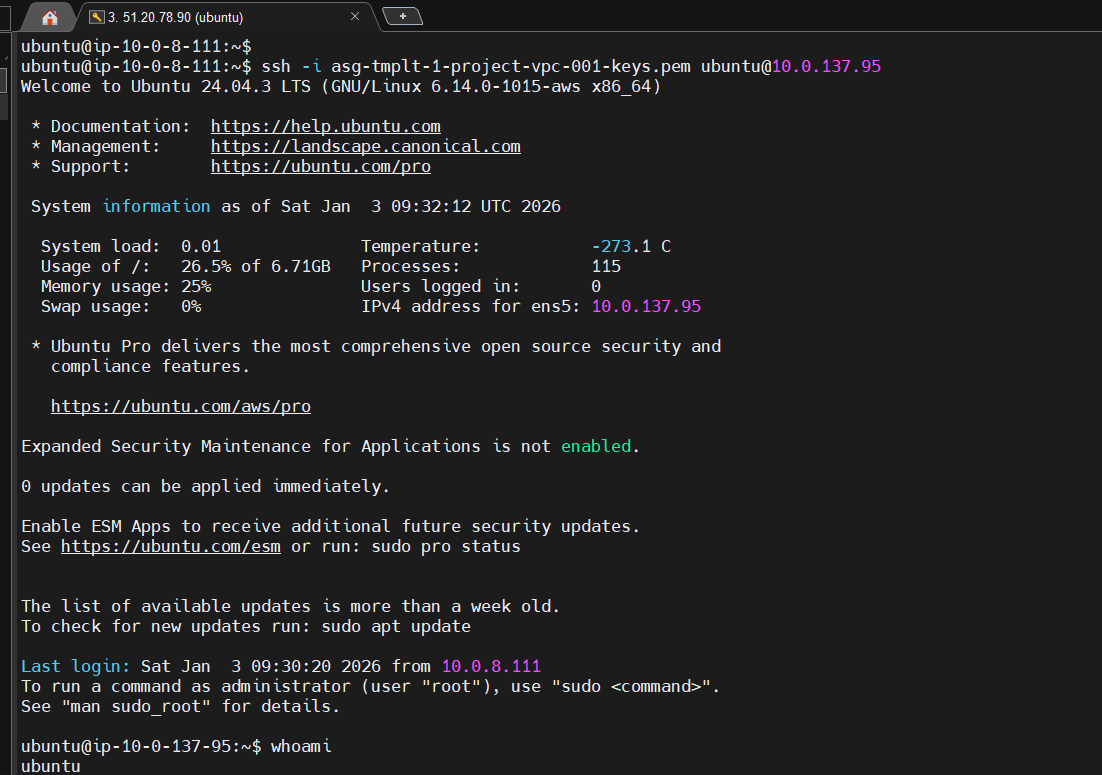 3. 51.20.78.90 (ubuntu)
ubuntu@ip-10-0-8-111:~$
ubuntu@ip-10-0-8-111:~$ ssh -i asg-tmplt-1-project-vpc-001-keys.pem ubuntu@10.0.137.95
Welcome to Ubuntu 24.04.3 LTS (GNU/Linux 6.14.0-1015-aws x86_64)
* Documentation: https://help.ubuntu.com
* Management: https://landscape.canonical.com
* Support: https://ubuntu.com/pro
System information as of Sat Jan 3 09:32:12 UTC 2026
System load: 0.01 Temperature: -273.1 C
Usage of /: 26.5% of 6.71GB Processes: 115
Memory usage: 25% Users logged in: 0
Swap usage: 0% IPv4 address for ens5: 10.0.137.95
* Ubuntu Pro delivers the most comprehensive open source security and
compliance features.
https://ubuntu.com/aws/pro
Expanded Security Maintenance for Applications is not enabled.
0 updates can be applied immediately.
Enable ESM Apps to receive additional future security updates.
See https://ubuntu.com/esm or run: sudo pro status
The list of available updates is more than a week old.
To check for new updates run: sudo apt update
Last login: Sat Jan 3 09:30:20 2026 from 10.0.8.111
To run a command as administrator (user "root"), use "sudo <command>".
See "man sudo_root" for details.
ubuntu@ip-10-0-137-95:~$ whoami
ubuntu